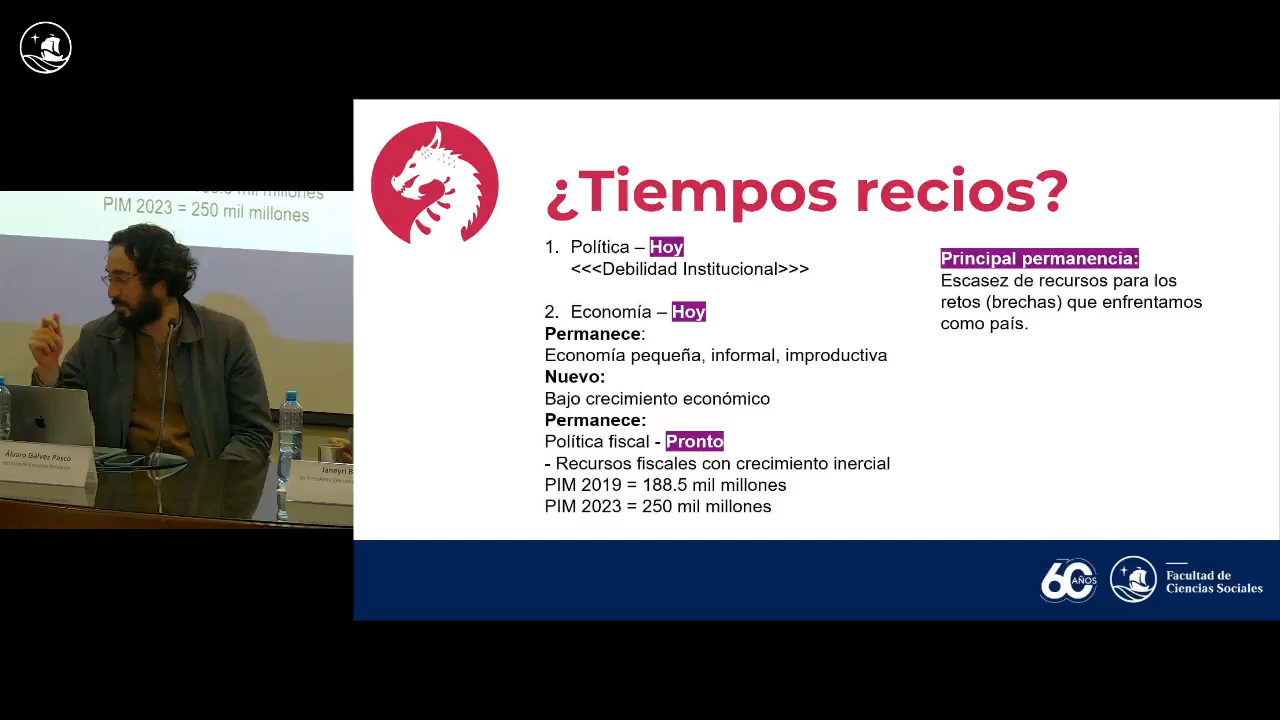 mil millones
PIM 2023 = 250 mil millones
Álvaro Gálvez Pasco
¿Tiempos recios?
1. Política – Hoy
<<<Debilidad Institucional>>>
2. Economía – Hoy
Permanece:
Economía pequeña, informal, improductiva
Nuevo:
Bajo crecimiento económico
Permanece:
Política fiscal - Pronto
- Recursos fiscales con crecimiento inercial
PIM 2019 = 188.5 mil millones
PIM 2023 = 250 mil millones
Principal permanencia:
Escasez de recursos para los
retos (brechas) que enfrentamos
como país.
60 AÑOS
Facultad de
Ciencias Sociales